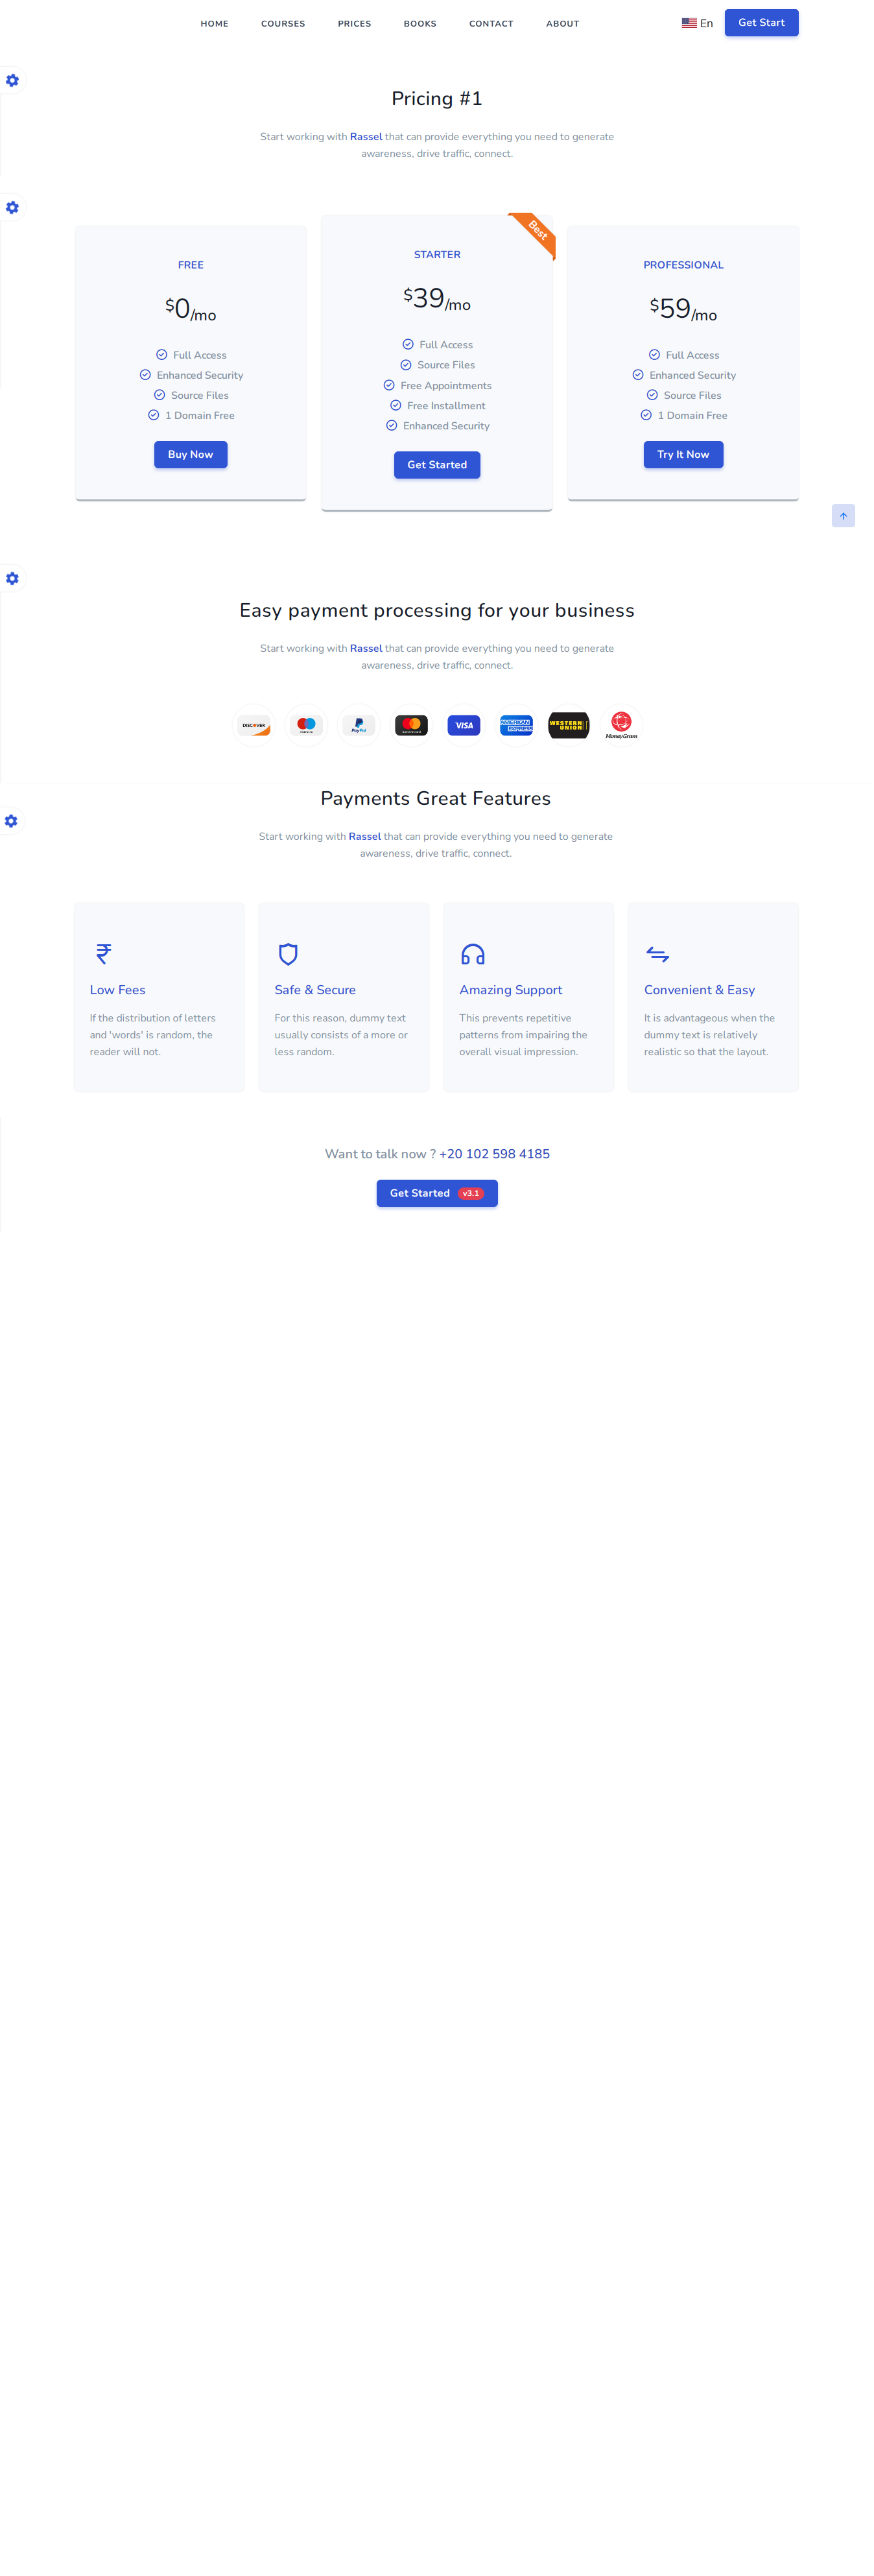 HOME COURSES PRICES BOOKS CONTACT ABOUT En Get Start
Pricing #1
Start working with Rassel that can provide everything you need to generate
awareness, drive traffic, connect.
FREE
$0/mo
Full Access
Enhanced Security
Source Files
1 Domain Free
Buy Now
Best
STARTER
$39/mo
Full Access
Source Files
Free Appointments
Free Installment
Enhanced Security
Get Started
PROFESSIONAL
$59/mo
Full Access
Enhanced Security
Source Files
1 Domain Free
Try It Now
Easy payment processing for your business
Start working with Rassel that can provide everything you need to generate
awareness, drive traffic, connect.
DISCOVER
PayPal
VISA
AMERICAN
EXPRESS
WESTERN
UNION
MoneyGram
Payments Great Features
Start working with Rassel that can provide everything you need to generate
awareness, drive traffic, connect.
Low Fees
If the distribution of letters
and 'words' is random, the
reader will not.
Safe & Secure
For this reason, dummy text
usually consists of a more or
less random.
Amazing Support
This prevents repetitive
patterns from impairing the
overall visual impression.
Convenient & Easy
It is advantageous when the
dummy text is relatively
realistic so that the layout.
Want to talk now ? +20 102 598 4185
Get Started v3.1